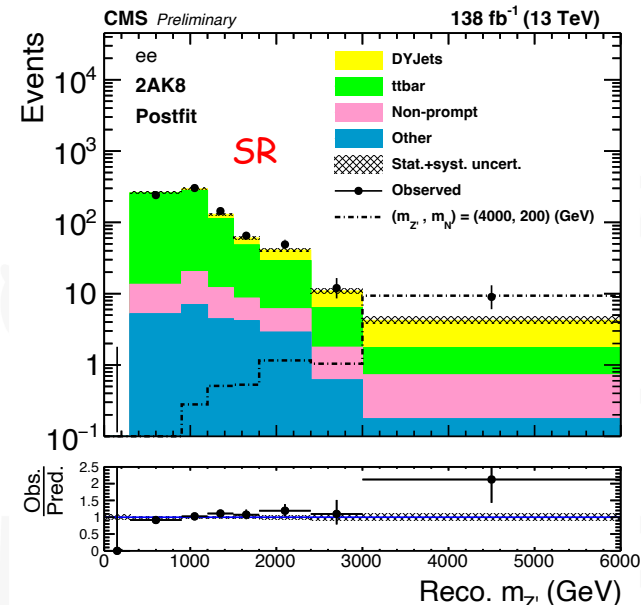 CMS Preliminary 138 fb⁻¹ (13 TeV)
Events
10⁴
10³
10²
10
1
10⁻¹
ee
2AK8
Postfit
SR
DYJets
ttbar
Non-prompt
Other
Stat.+syst. uncert.
Observed
(m_Z', m_N) = (4000, 200) (GeV)
Obs.
Pred.
2.5
2
1.5
1
0.5
0
0 1000 2000 3000 4000 5000 6000
Reco. m_Z' (GeV)